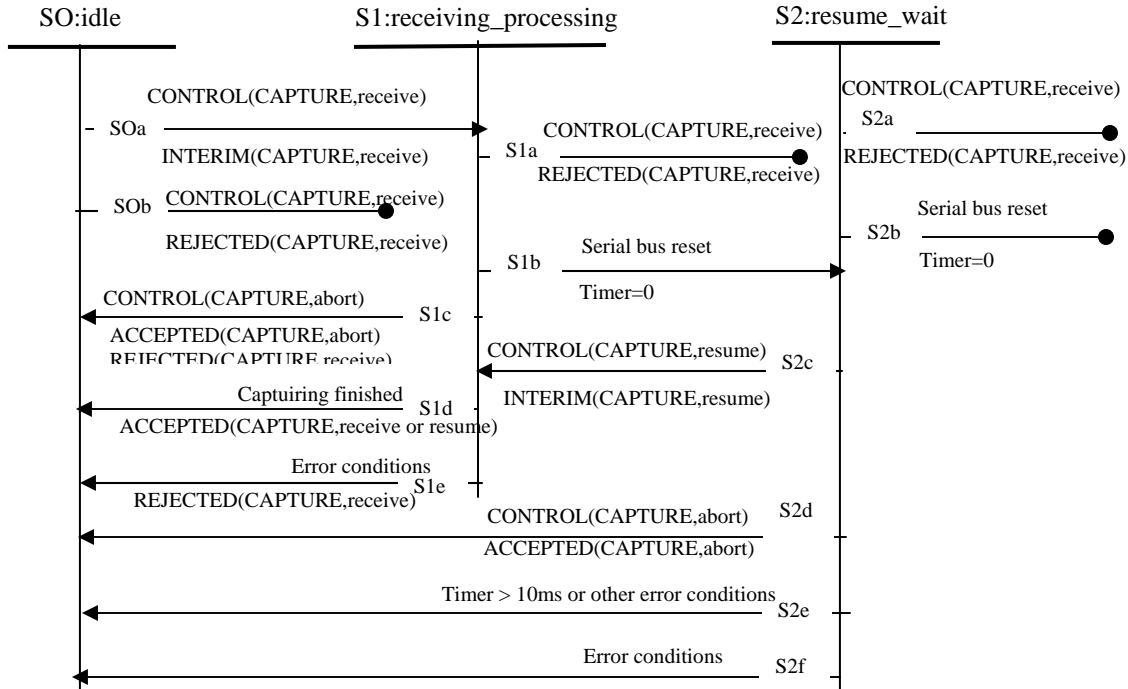 SO:idle
S1:receiving_processing
S2:resume_wait
CONTROL(CAPTURE,receive)
SOa
INTERIM(CAPTURE,receive)
CONTROL(CAPTURE,receive)
S1a
REJECTED(CAPTURE,receive)
CONTROL(CAPTURE,receive)
S2a
REJECTED(CAPTURE,receive)
SOb
CONTROL(CAPTURE,receive)
REJECTED(CAPTURE,receive)
Serial bus reset
S2b
Timer=0
Serial bus reset
S1b
Timer=0
CONTROL(CAPTURE,abort)
S1c
ACCEPTED(CAPTURE,abort)
REJECTED(CAPTURE,receive)
CONTROL(CAPTURE,resume)
S2c
INTERIM(CAPTURE,resume)
Captuiring finished
S1d
ACCEPTED(CAPTURE,receive or resume)
Error conditions
S1e
REJECTED(CAPTURE,receive)
CONTROL(CAPTURE,abort)
S2d
ACCEPTED(CAPTURE,abort)
Timer > 10ms or other error conditions
S2e
Error conditions
S2f